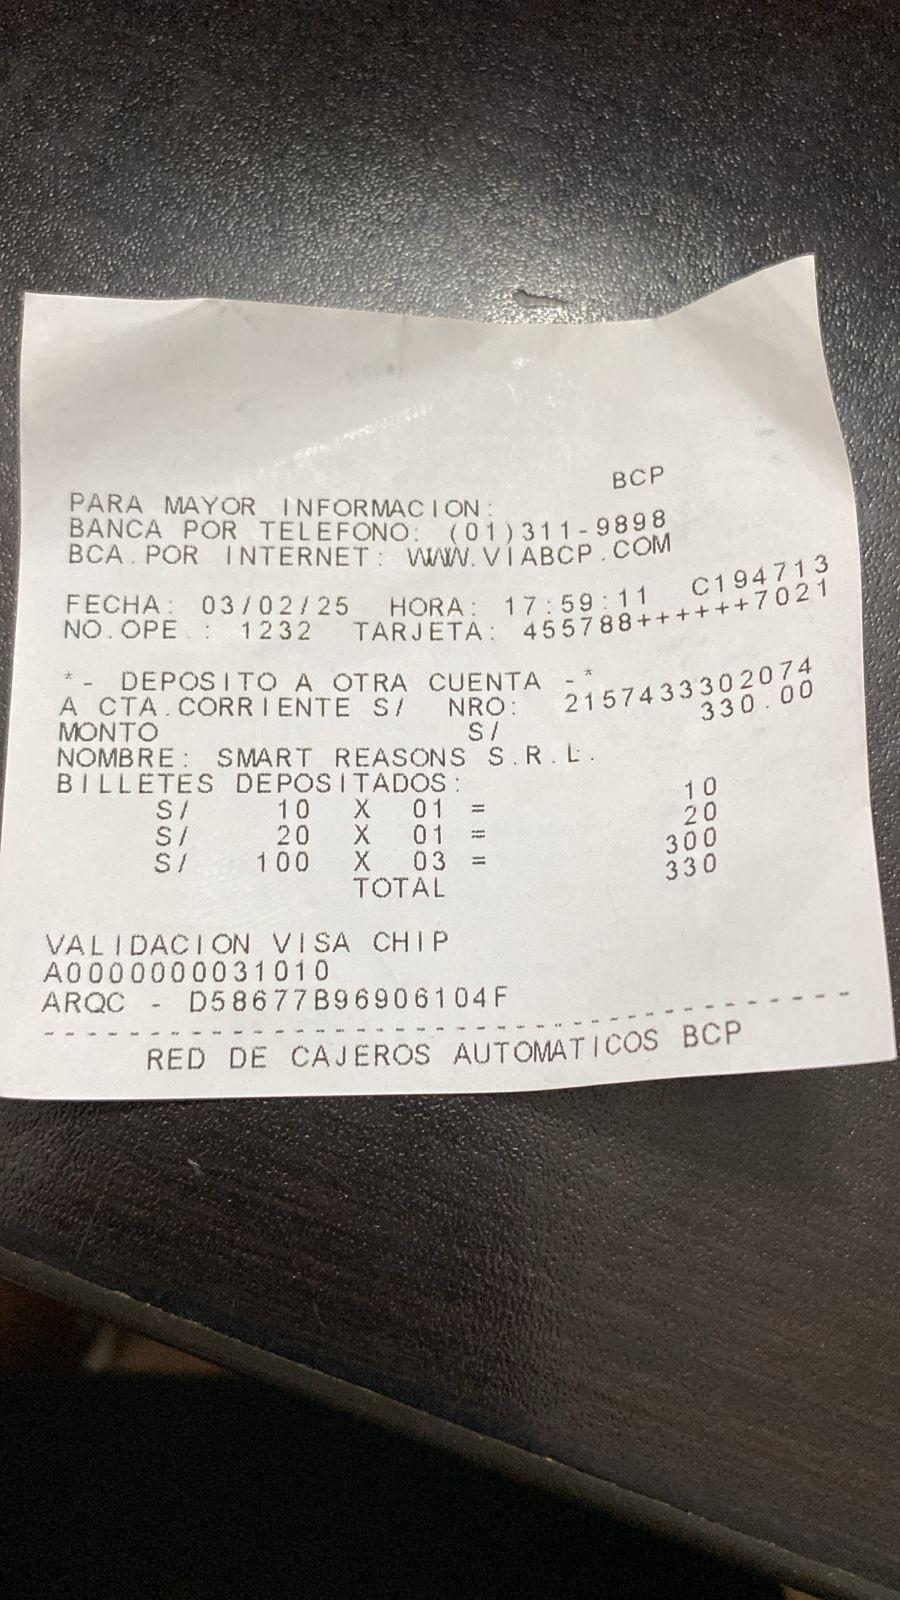 BCP
PARA MAYOR INFORMACION:
BANCA POR TELEFONO: (01)311-9898
BCA.POR INTERNET: WWW.VIABCP.COM
FECHA: 03/02/25 HORA: 17:59:11 C194713
NO.OPE.: 1232 TARJETA: 455788++++++7021
*- DEPOSITO A OTRA CUENTA -*
A CTA.CORRIENTE S/ NRO: 2157433302074
MONTO S/ 330.00
NOMBRE: SMART REASONS S.R.L.
BILLETES DEPOSITADOS:
S/ 10 X 01 = 10
S/ 20 X 01 = 20
S/ 100 X 03 = 300
TOTAL 330
VALIDACION VISA CHIP
A0000000031010
ARQC - D58677B96906104F
--------------------------------------
RED DE CAJEROS AUTOMATICOS BCP